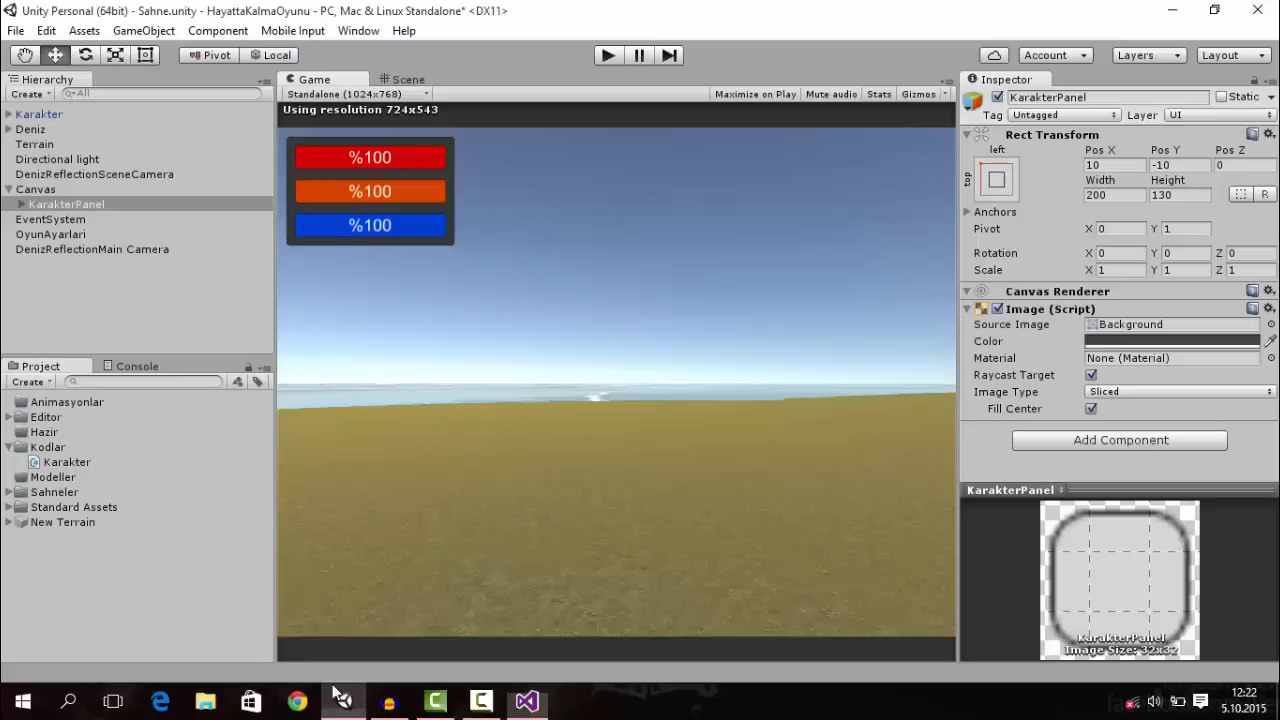 Unity Personal (64bit) - Sahne.unity - HayattaKalmaOyunu - PC, Mac & Linux Standalone* <DX11>
File Edit Assets GameObject Component Mobile Input Window Help
Pivot Local Account Layers Layout
Hierarchy
Create All
Karakter
Deniz
Terrain
Directional light
DenizReflectionSceneCamera
Canvas
KarakterPanel
EventSystem
OyunAyarlari
DenizReflectionMain Camera
Project Console
Create
Animasyonlar
Editor
Hazir
Kodlar
Karakter
Modeller
Sahneler
Standard Assets
New Terrain
Game Scene
Standalone (1024x768) Maximize on Play Mute audio Stats Gizmos
Using resolution 724x543
%100
%100
%100
Inspector
KarakterPanel Static
Tag Untagged Layer UI
Rect Transform
left Pos X Pos Y Pos Z
top 10 -10 0
Width Height
200 130 R
Anchors
Pivot X 0 Y 1
Rotation X 0 Y 0 Z 0
Scale X 1 Y 1 Z 1
Canvas Renderer
Image (Script)
Source Image Background
Color
Material None (Material)
Raycast Target
Image Type Sliced
Fill Center
Add Component
KarakterPanel
KarakterPanel
Image Size: 32x32
12:22
5.10.2015